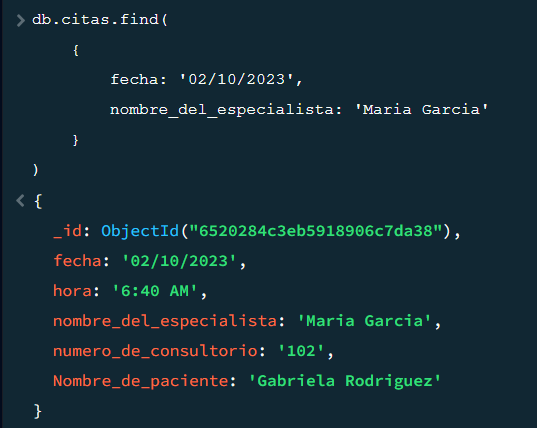 db.citas.find(
{
fecha: '02/10/2023',
nombre_del_especialista: 'Maria Garcia'
}
)
{
_id: ObjectId("6520284c3eb5918906c7da38"),
fecha: '02/10/2023',
hora: '6:40 AM',
nombre_del_especialista: 'Maria Garcia',
numero_de_consultorio: '102',
Nombre_de_paciente: 'Gabriela Rodriguez'
}